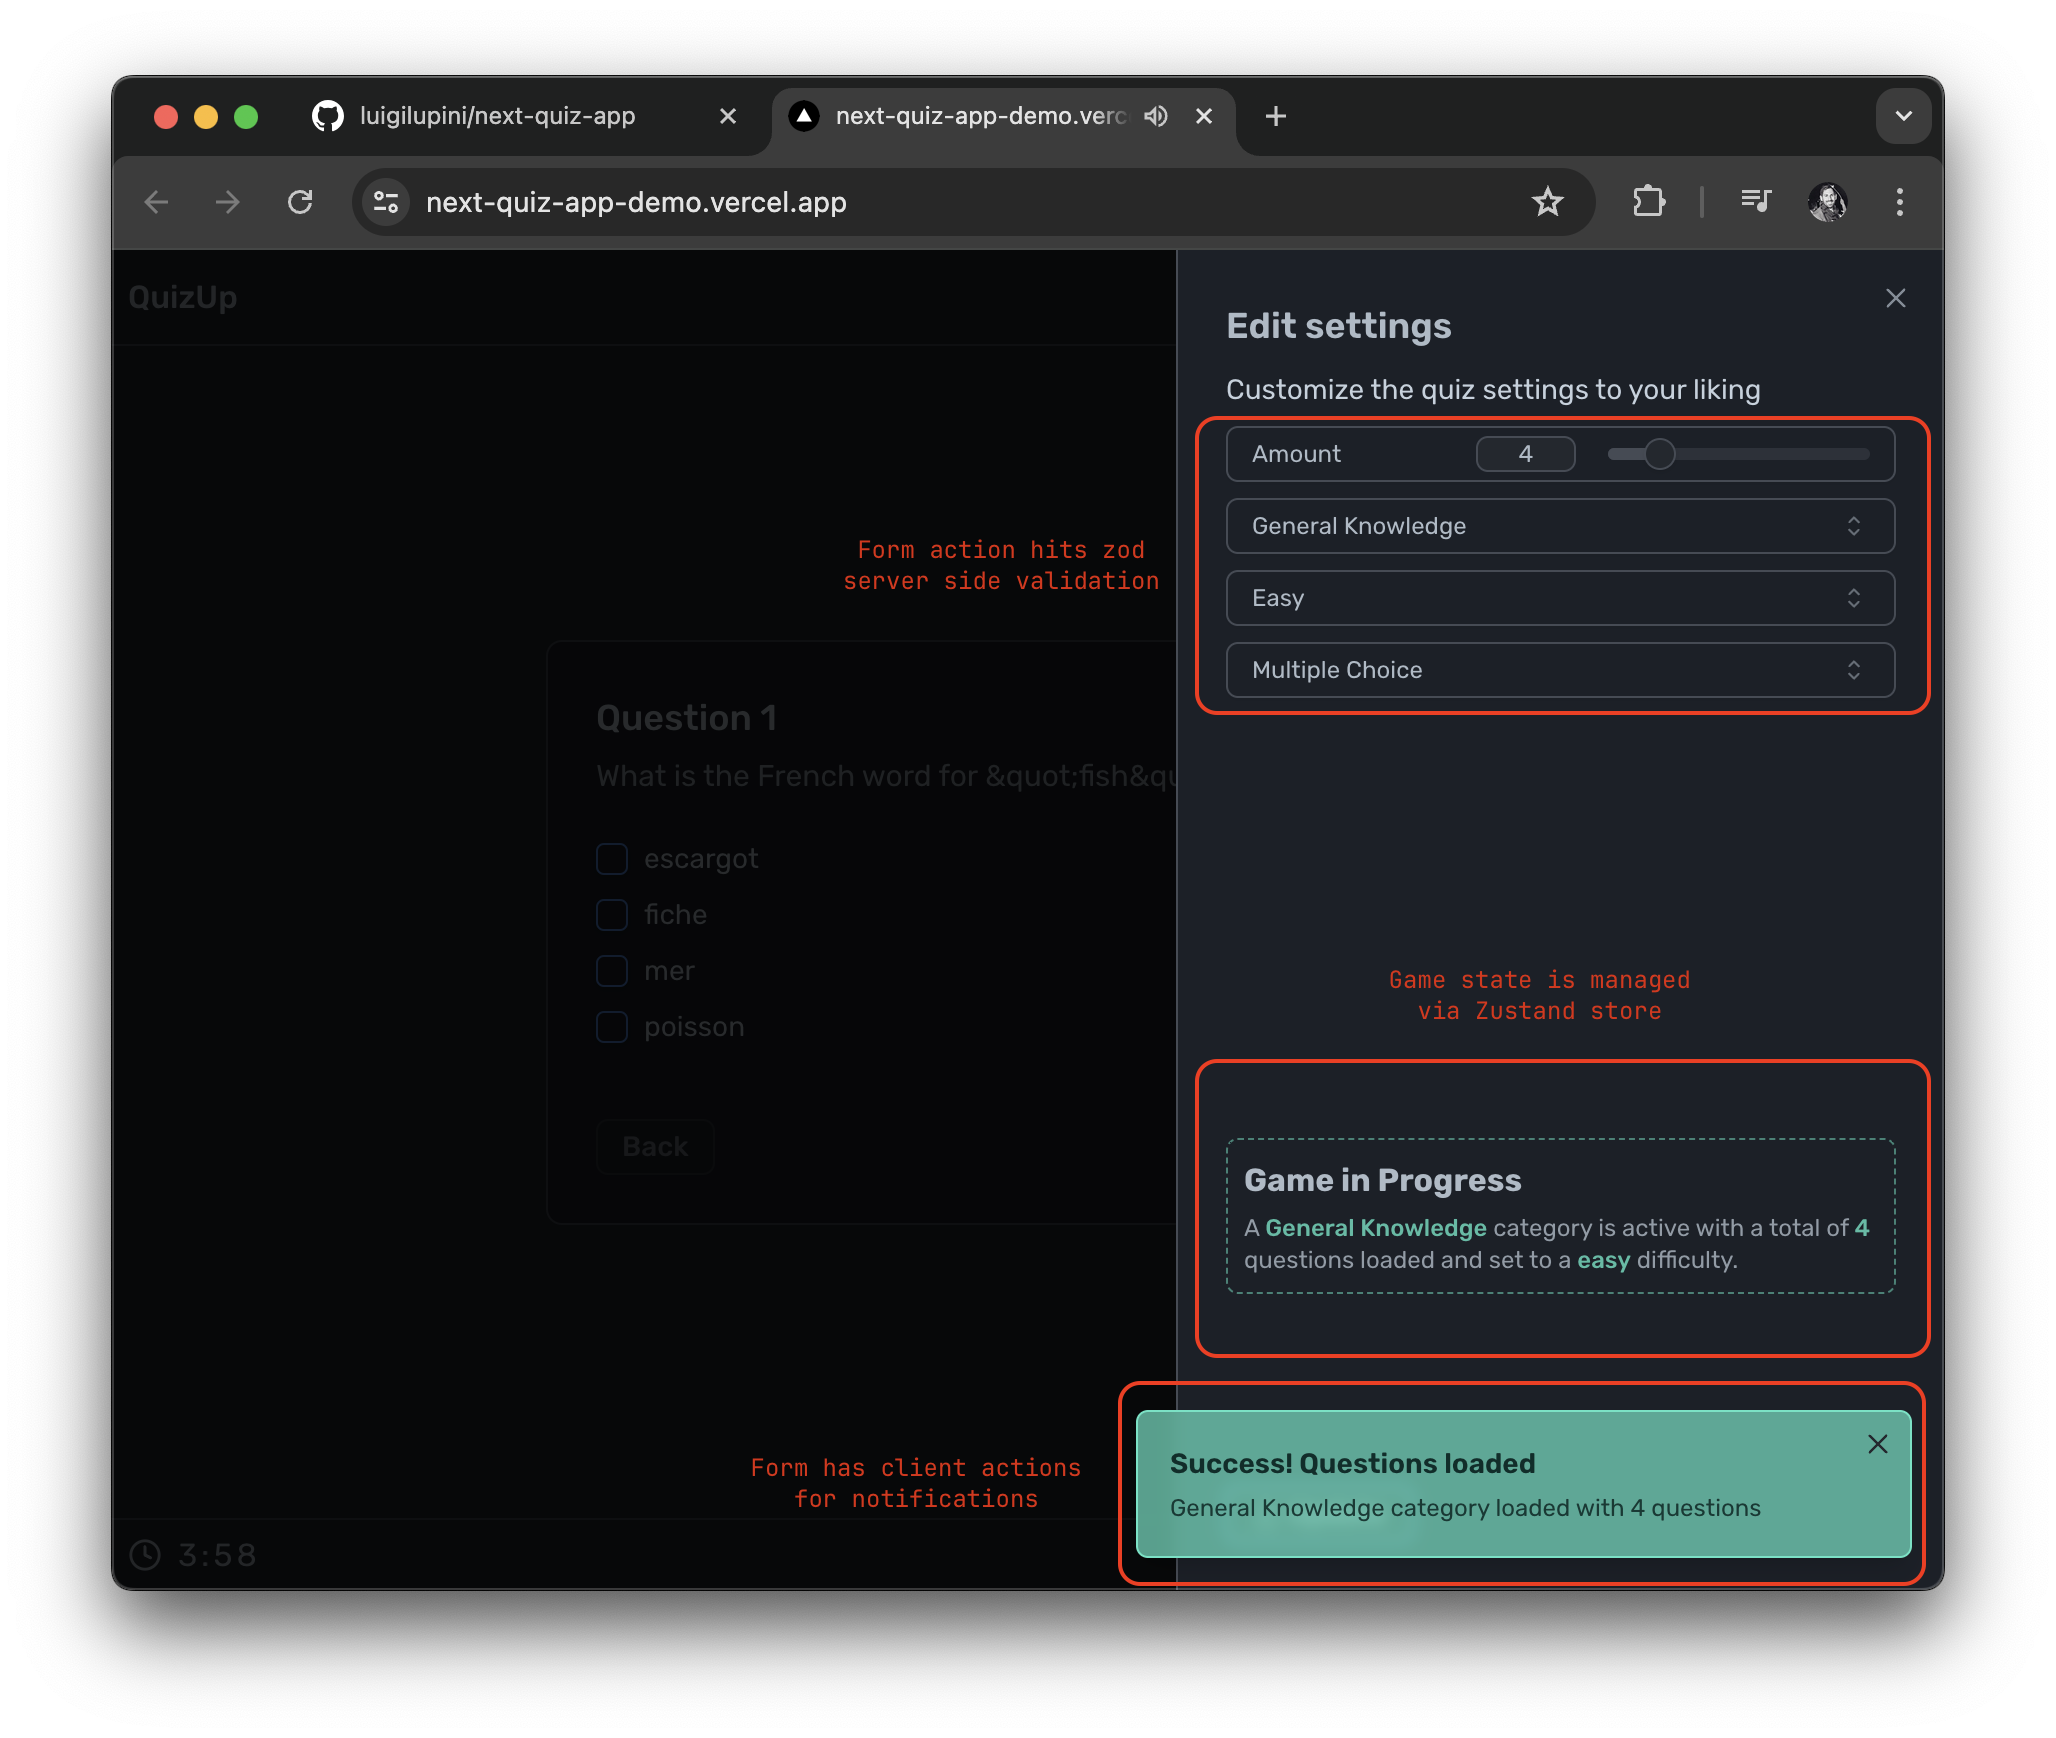 luigilupini/next-quiz-app
next-quiz-app-demo.verc
next-quiz-app-demo.vercel.app
QuizUp
Edit settings
Customize the quiz settings to your liking
Amount 4
General Knowledge
Easy
Multiple Choice
Form action hits zod
server side validation
Question 1
What is the French word for &quot;fish&qu
escargot
fiche
mer
poisson
Back
Game state is managed
via Zustand store
Game in Progress
A General Knowledge category is active with a total of 4
questions loaded and set to a easy difficulty.
Form has client actions
for notifications
Success! Questions loaded
General Knowledge category loaded with 4 questions
3:58